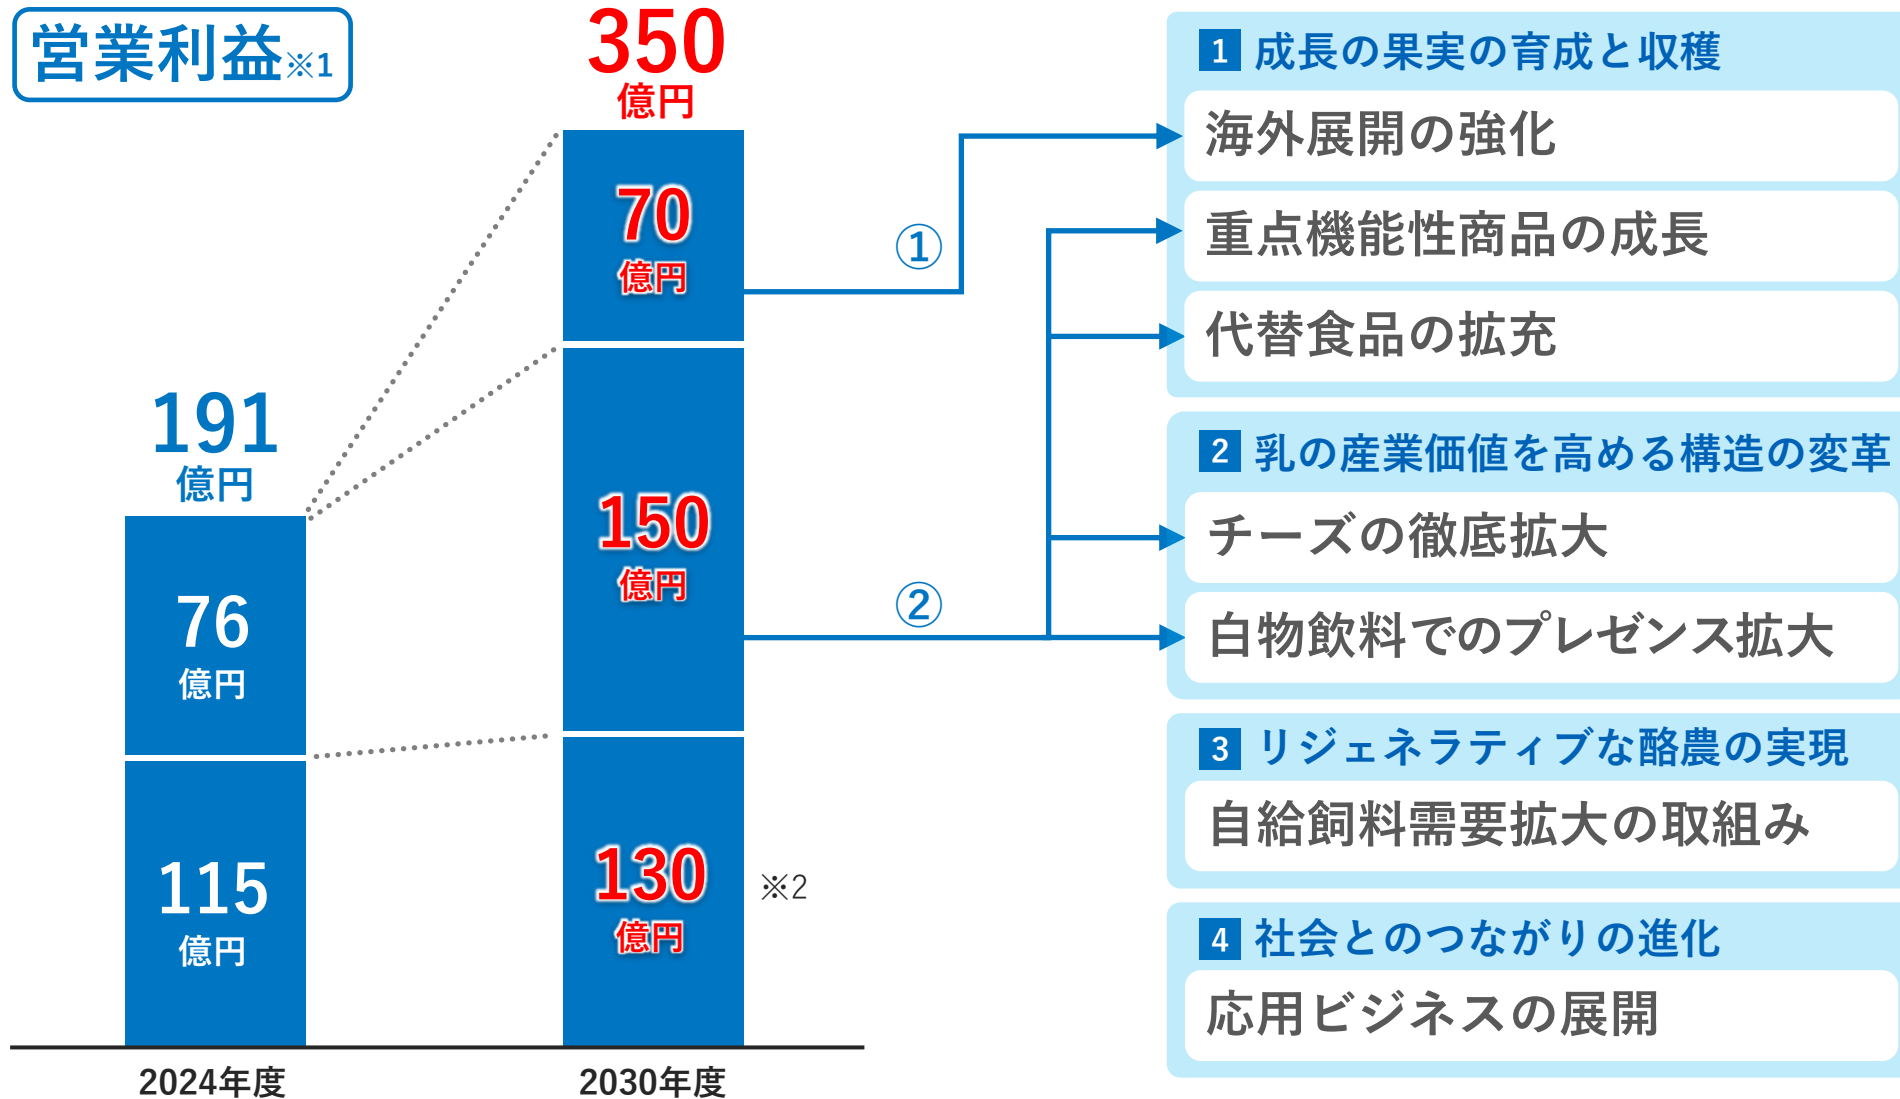 営業利益※1
350
億円
70
億円
150
億円
130
億円
※2
191
億円
76
億円
115
億円
2024年度
2030年度
①
②
1 成長の果実の育成と収穫
海外展開の強化
重点機能性商品の成長
代替食品の拡充
2 乳の産業価値を高める構造の変革
チーズの徹底拡大
白物飲料でのプレゼンス拡大
3 リジェネラティブな酪農の実現
自給飼料需要拡大の取組み
4 社会とのつながりの進化
応用ビジネスの展開